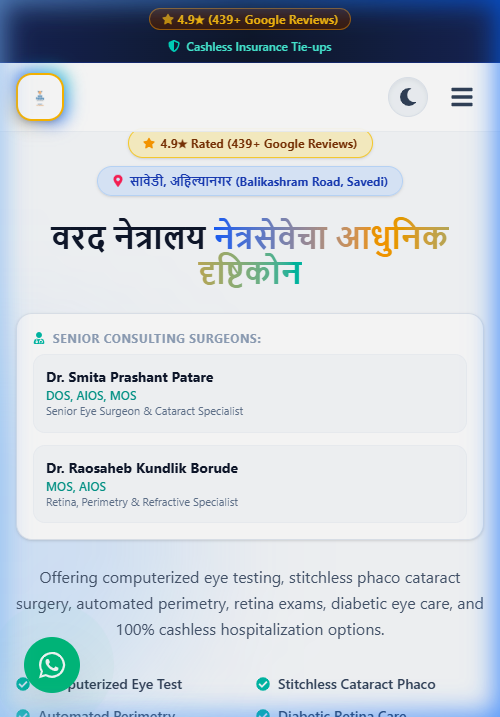 4.9★ (439+ Google Reviews)
Cashless Insurance Tie-ups
4.9★ Rated (439+ Google Reviews)
सावेडी, अहिल्यानगर (Balikashram Road, Savedi)
वरद नेत्रालय नेत्रसेवेचा आधुनिक
दृष्टिकोन
SENIOR CONSULTING SURGEONS:
Dr. Smita Prashant Patare
DOS, AIOS, MOS
Senior Eye Surgeon & Cataract Specialist
Dr. Raosaheb Kundlik Borude
MOS, AIOS
Retina, Perimetry & Refractive Specialist
Offering computerized eye testing, stitchless phaco cataract
surgery, automated perimetry, retina exams, diabetic eye care, and
100% cashless hospitalization options.
Eye Test
Stitchless Cataract Phaco
Automated Perimetry
Diabetic Retina Care